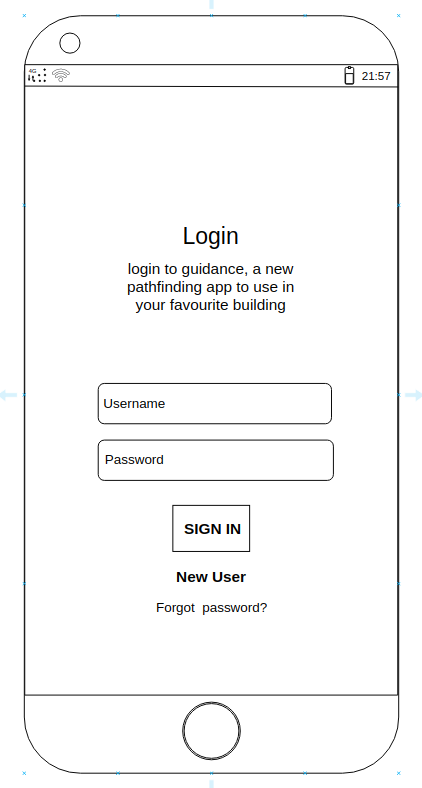 4G
21:57
Login
login to guidance, a new
pathfinding app to use in
your favourite building
Username
Password
SIGN IN
New User
Forgot password?